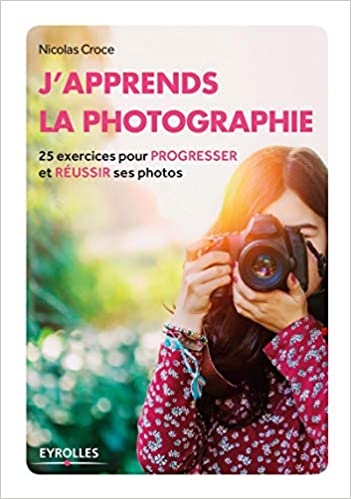 Nicolas Croce
J'APPRENDS
LA PHOTOGRAPHIE
25 exercices pour PROGRESSER
et RÉUSSIR ses photos
EYROLLES